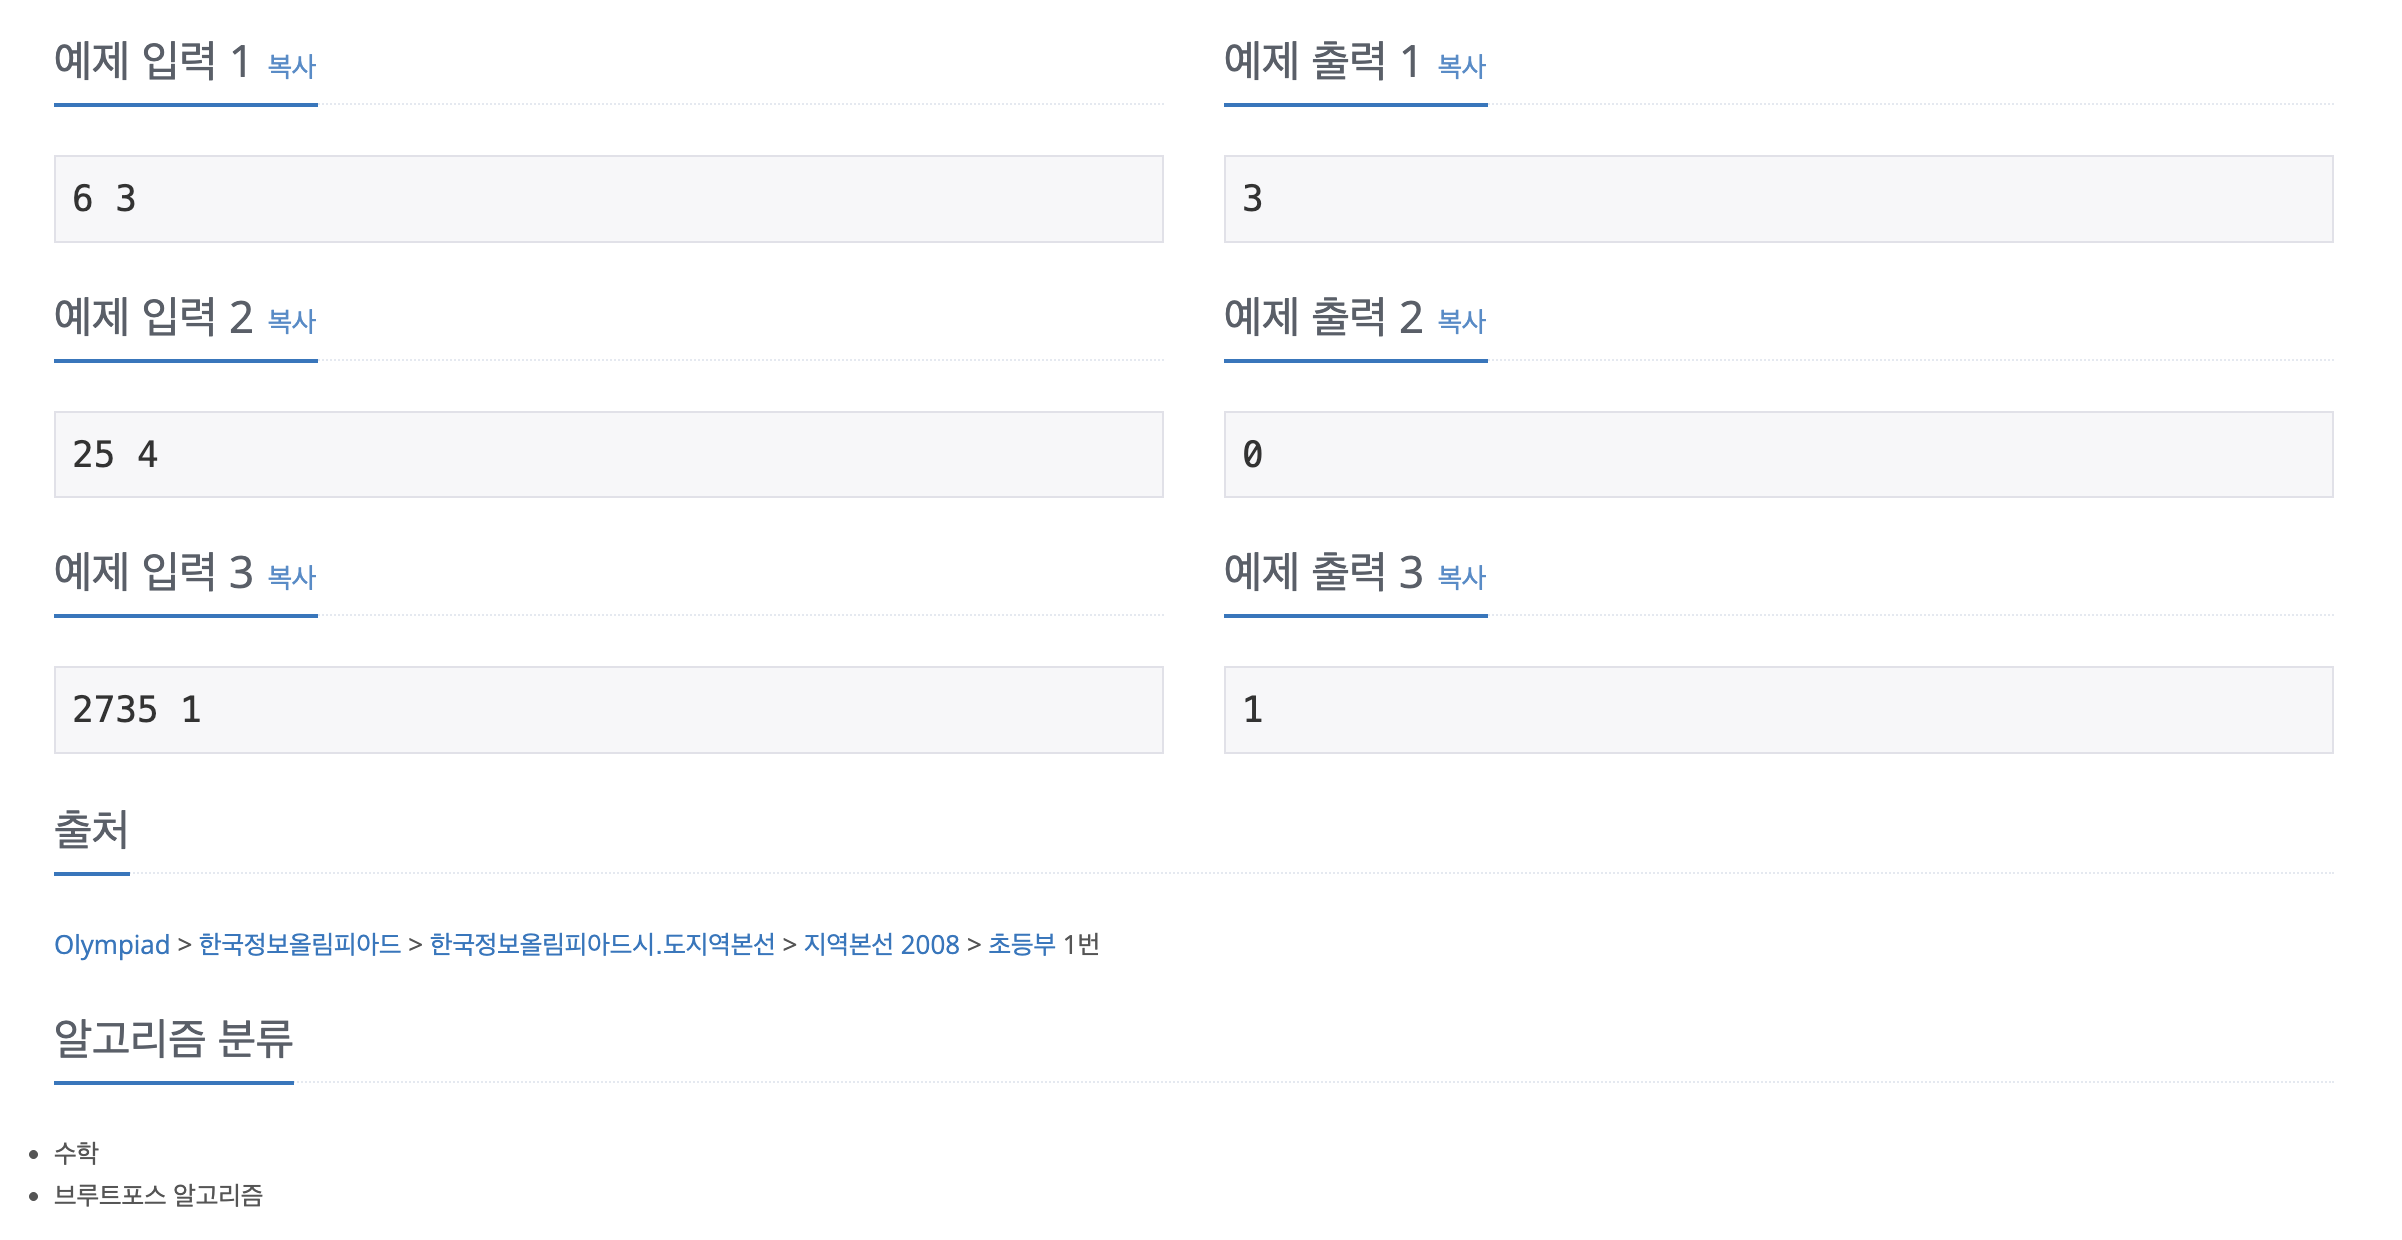 예제 입력 1 복사
예제 출력 1 복사
6 3
3
예제 입력 2 복사
예제 출력 2 복사
25 4
0
예제 입력 3 복사
예제 출력 3 복사
2735 1
1
출처
Olympiad > 한국정보올림피아드 > 한국정보올림피아드시.도지역본선 > 지역본선 2008 > 초등부 1번
알고리즘 분류
• 수학
• 브루트포스 알고리즘